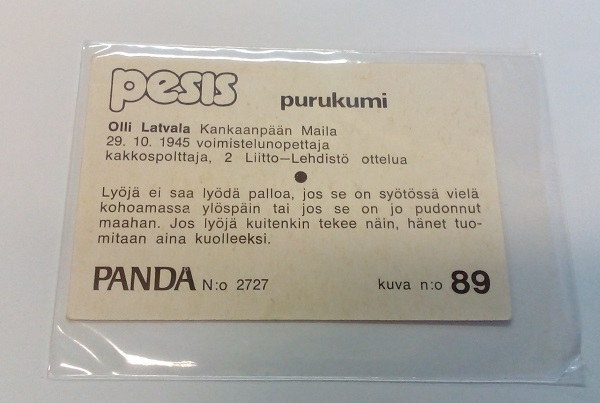 pesis purukumi
Olli Latvala Kankaanpään Maila
29. 10. 1945 voimistelunopettaja
kakkospolttaja, 2 Liitto—Lehdistö ottelua
Lyöjä ei saa lyödä palloa, jos se on syötössä vielä
kohoamassa ylöspäin tai jos se on jo pudonnut
maahan. Jos lyöjä kuitenkin tekee näin, hänet tuo-
mitaan aina kuolleeksi.
PANDA N:o 2727 kuva n:o 89